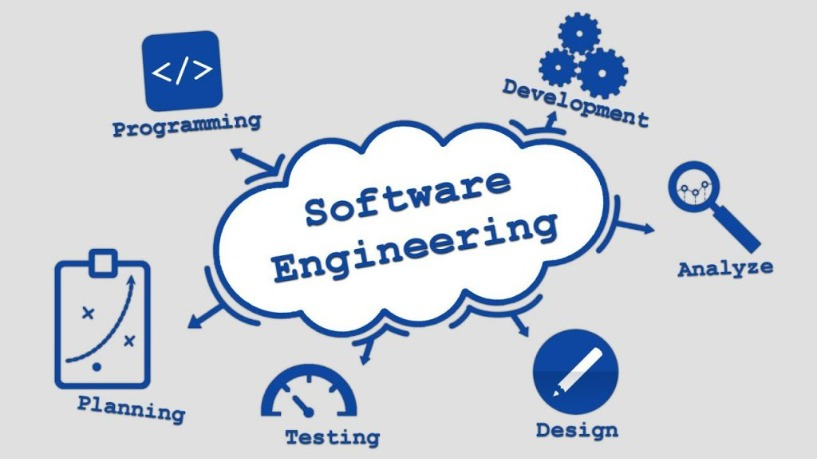 </>
Programming
Development
Software
Engineering
Analyze
Planning
Testing
Design